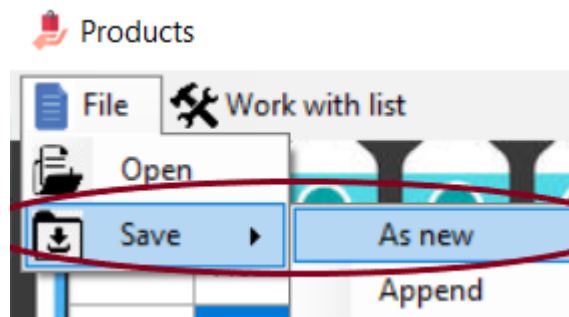 Products
File Work with list
Open
Save As new
Append